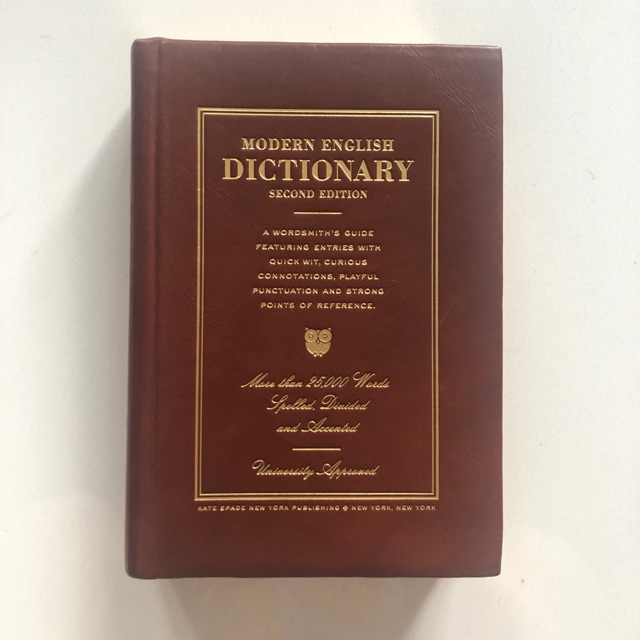 MODERN ENGLISH
DICTIONARY
SECOND EDITION
A WORDSMITH'S GUIDE
FEATURING ENTRIES WITH
QUICK WIT, CURIOUS
CONNOTATIONS, PLAYFUL
PUNCTUATION AND STRONG
POINTS OF REFERENCE.
More than 25,000 Words
Spelled, Divided
and Accented
University Approved
KATE SPADE NEW YORK PUBLISHING ♠ NEW YORK, NEW YORK